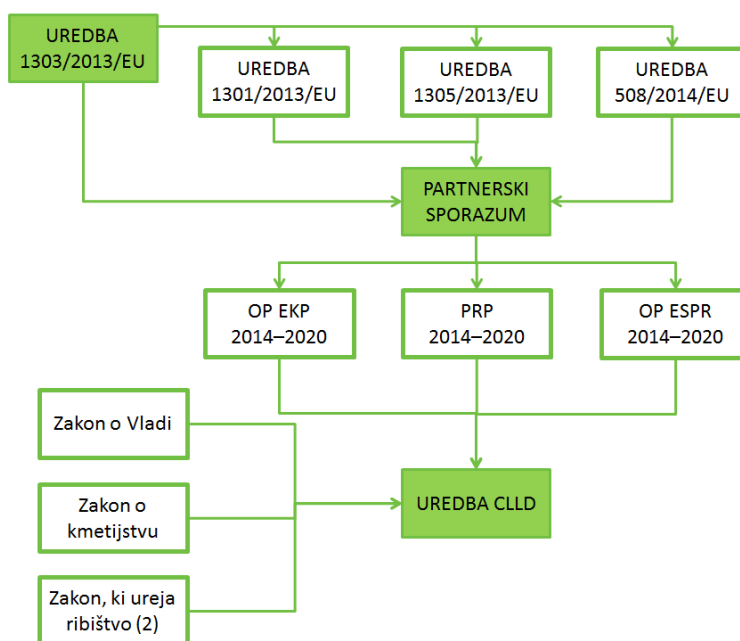 UREDBA
1303/2013/EU
UREDBA
1301/2013/EU
UREDBA
1305/2013/EU
UREDBA
508/2014/EU
PARTNERSKI
SPORAZUM
OP EKP
2014–2020
PRP
2014–2020
OP ESPR
2014–2020
Zakon o Vladi
Zakon o
kmetijstvu
Zakon, ki ureja
ribištvo (2)
UREDBA CLLD